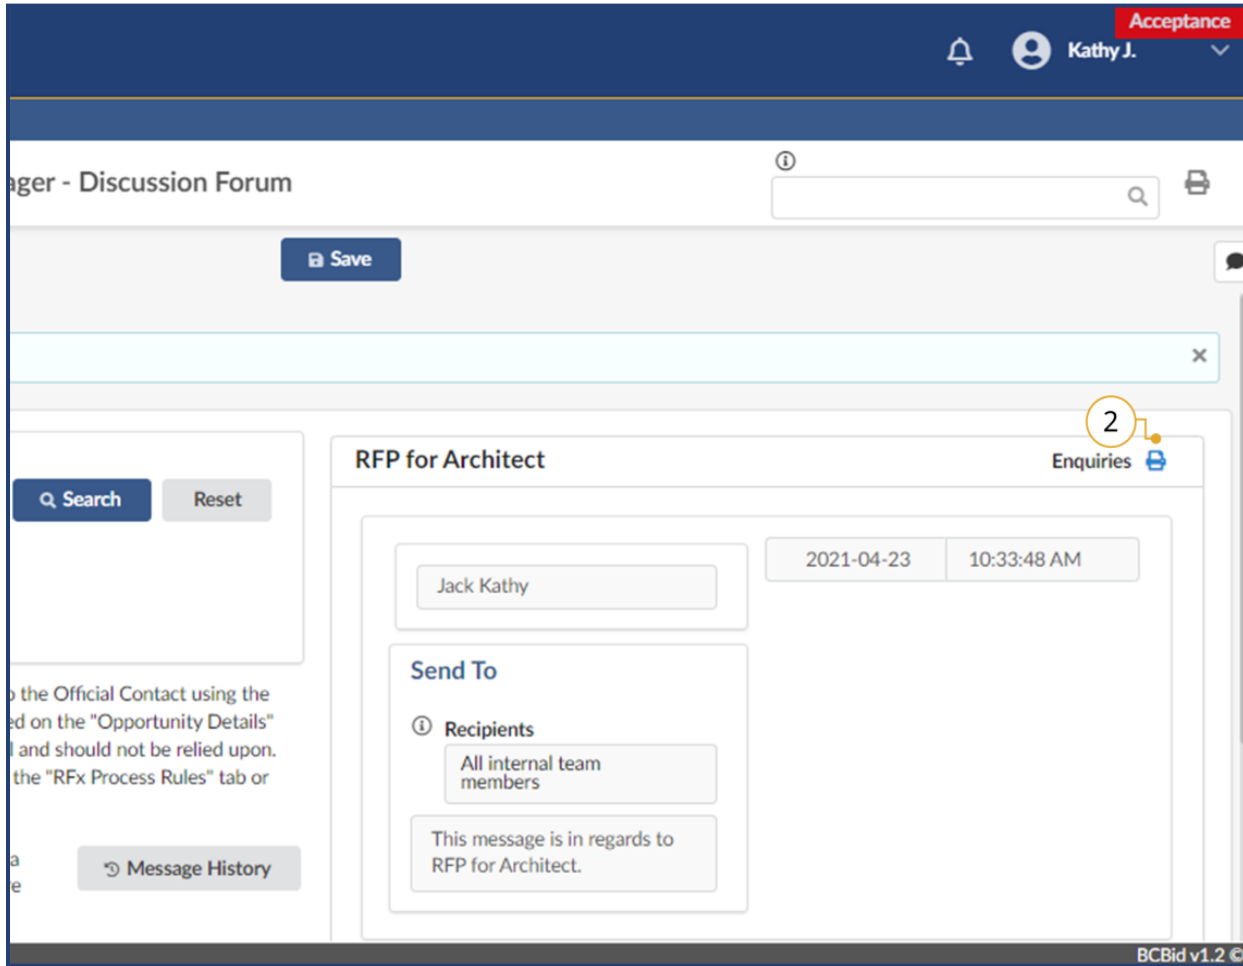 Acceptance
Kathy J.
ager - Discussion Forum
Save
2
RFP for Architect
Enquiries
Search
Reset
2021-04-23
10:33:48 AM
Jack Kathy
Send To
Recipients
All internal team
members
This message is in regards to
RFP for Architect.
the Official Contact using the
ed on the "Opportunity Details"
l and should not be relied upon.
the "RFx Process Rules" tab or
a
re
Message History
BCBid v1.2 ©